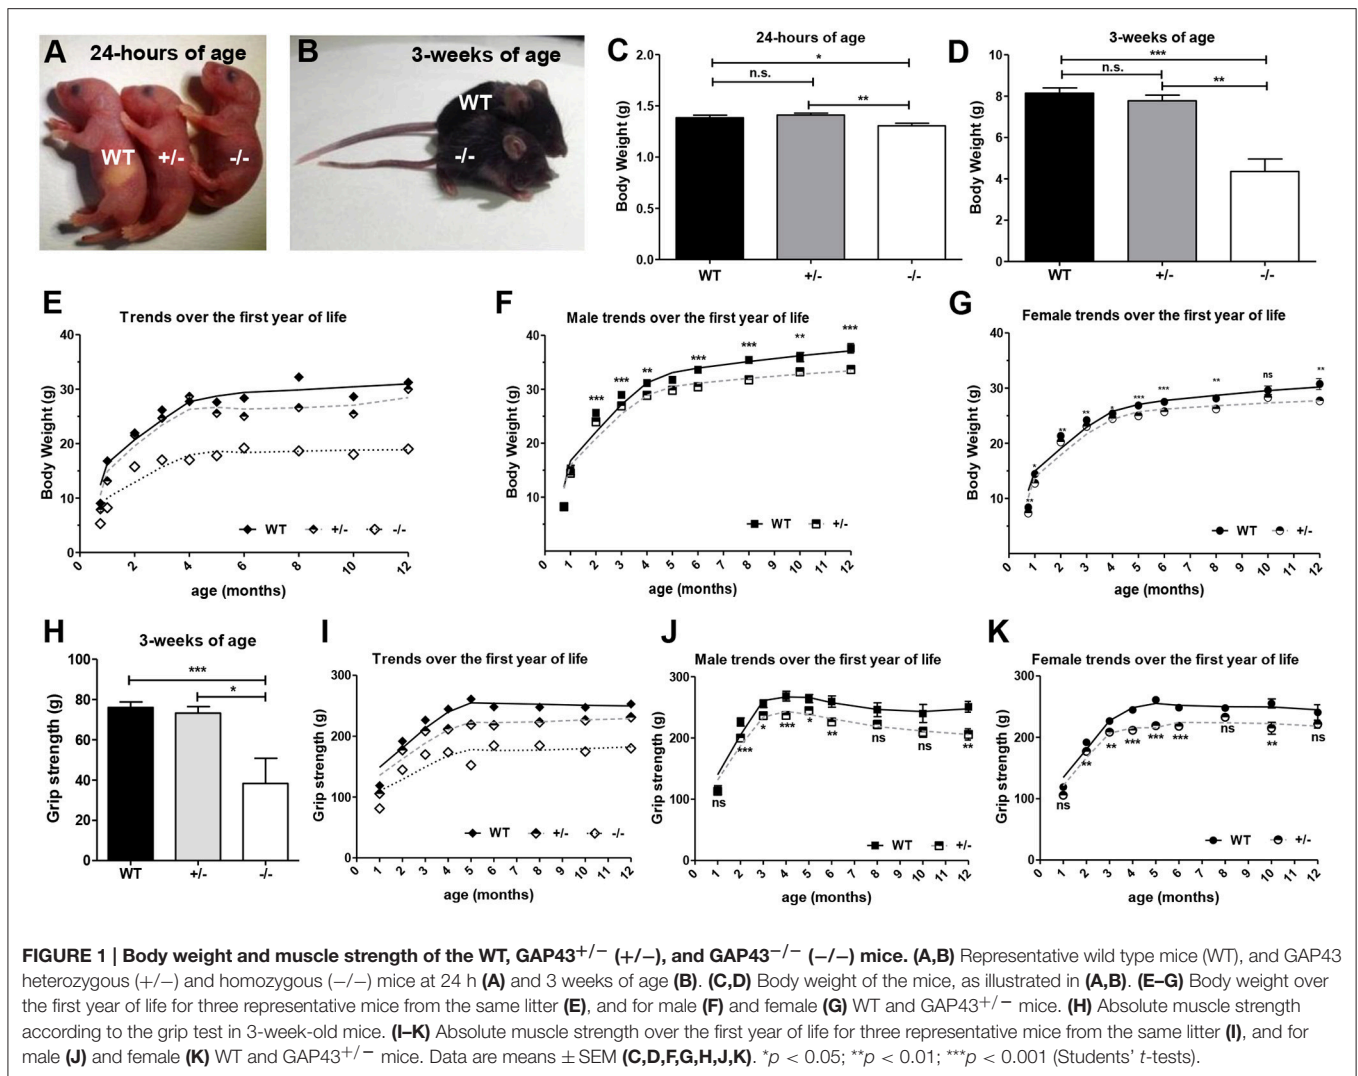 A
24-hours of age
WT
+/-
-/-
B
3-weeks of age
WT
-/-
C
24-hours of age
*
n.s.
**
Body Weight (g)
2.0
1.5
1.0
0.5
0.0
WT
+/-
-/-
D
3-weeks of age
***
n.s.
**
Body Weight (g)
10
8
6
4
2
0
WT
+/-
-/-
E
Trends over the first year of life
Body Weight (g)
40
30
20
10
0
WT +/- -/-
0 2 4 6 8 10 12
age (months)
F
Male trends over the first year of life
Body Weight (g)
40
30
20
10
*** *** ** *** *** ** ***
WT +/-
0 1 2 3 4 5 6 7 8 9 10 11 12
age (months)
G
Female trends over the first year of life
Body Weight (g)
40
30
20
10
** * ** ** * *** *** ** ns **
WT +/-
0 1 2 3 4 5 6 7 8 9 10 11 12
age (months)
H
3-weeks of age
***
*
Grip strength (g)
100
80
60
40
20
0
WT
+/-
-/-
I
Trends over the first year of life
Grip strength (g)
300
200
100
0
WT +/- -/-
1 2 3 4 5 6 7 8 9 10 11 12
age (months)
J
Male trends over the first year of life
Grip strength (g)
300
200
100
0
ns *** * *** * ** ns ns **
WT +/-
1 2 3 4 5 6 7 8 9 10 11 12
age (months)
K
Female trends over the first year of life
Grip strength (g)
300
200
100
0
ns ** ** *** *** *** ns ** ns
WT +/-
1 2 3 4 5 6 7 8 9 10 11 12
age (months)
FIGURE 1 | Body weight and muscle strength of the WT, GAP43+/− (+/−), and GAP43−/− (−/−) mice. (A,B) Representative wild type mice (WT), and GAP43
heterozygous (+/−) and homozygous (−/−) mice at 24 h (A) and 3 weeks of age (B). (C,D) Body weight of the mice, as illustrated in (A,B). (E–G) Body weight over
the first year of life for three representative mice from the same litter (E), and for male (F) and female (G) WT and GAP43+/− mice. (H) Absolute muscle strength
according to the grip test in 3-week-old mice. (I–K) Absolute muscle strength over the first year of life for three representative mice from the same litter (I), and for
male (J) and female (K) WT and GAP43+/− mice. Data are means ± SEM (C,D,F,G,H,J,K). *p < 0.05; **p < 0.01; ***p < 0.001 (Students' t-tests).